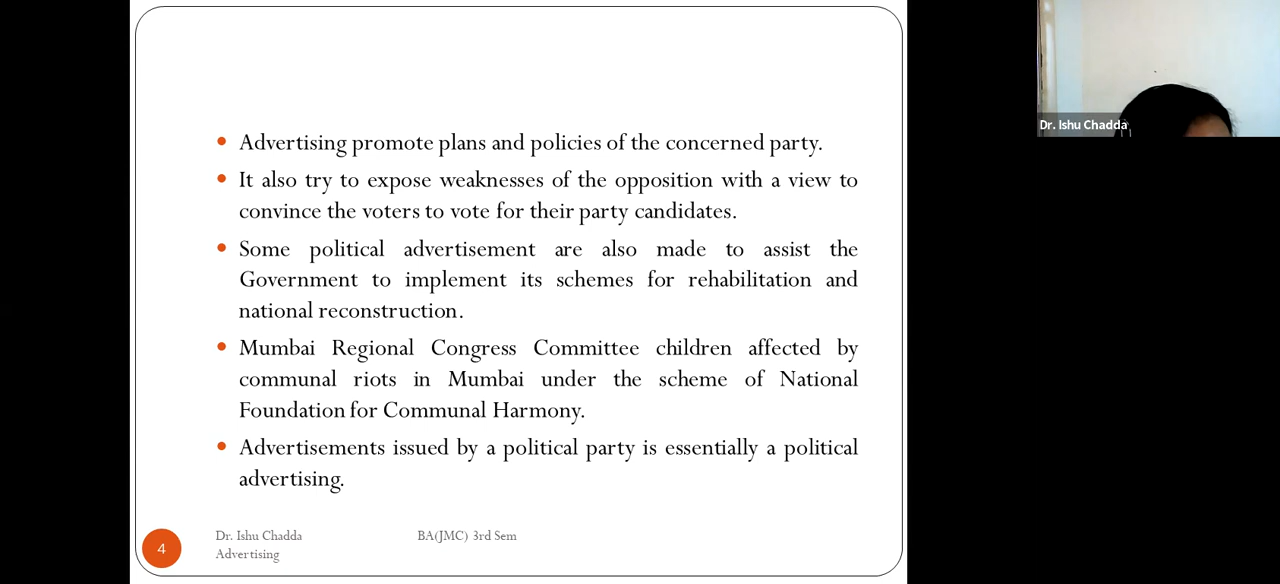 Advertising promote plans and policies of the concerned party.
It also try to expose weaknesses of the opposition with a view to
convince the voters to vote for their party candidates.
Some political advertisement are also made to assist the
Government to implement its schemes for rehabilitation and
national reconstruction.
Mumbai Regional Congress Committee children affected by
communal riots in Mumbai under the scheme of National
Foundation for Communal Harmony.
Advertisements issued by a political party is essentially a political
advertising.
4
Dr. Ishu Chadda
Advertising
BA(JMC) 3rd Sem
Dr. Ishu Chadda